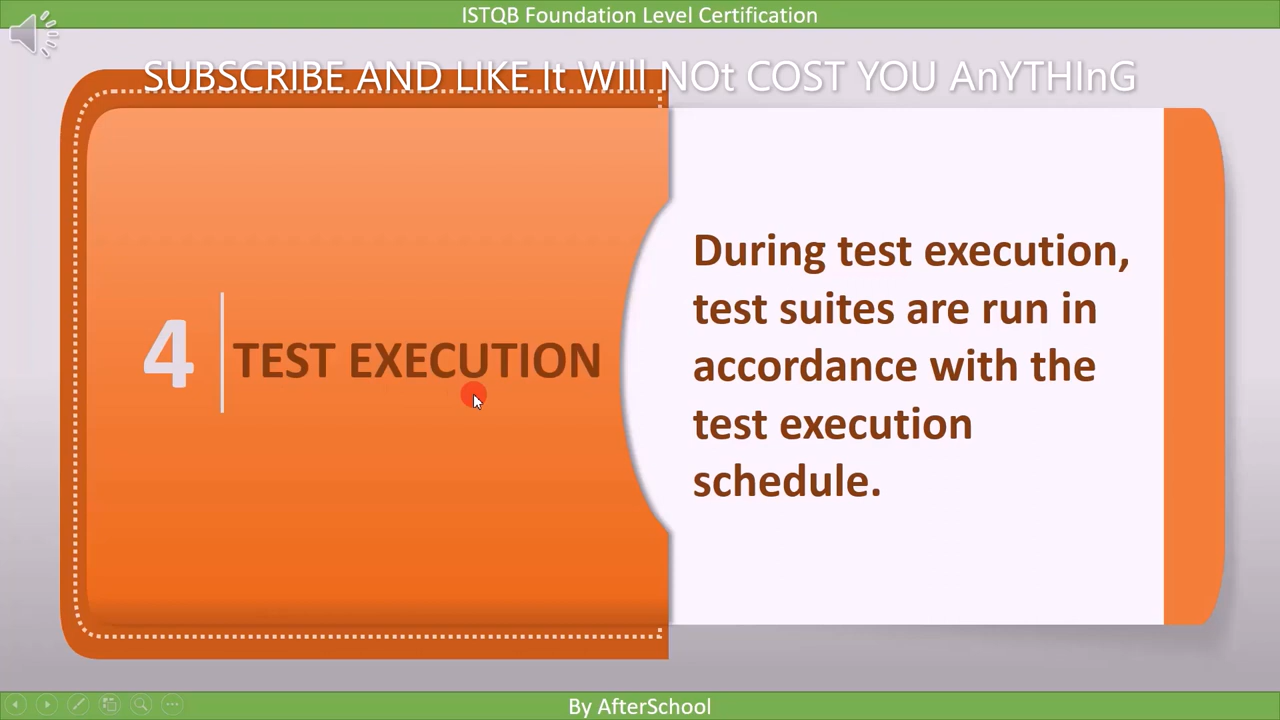 ISTQB Foundation Level Certification
SUBSCRIBE AND LIKE It WIll NOt COST YOU AnYTHInG
4
TEST EXECUTION
During test execution,
test suites are run in
accordance with the
test execution
schedule.
By AfterSchool